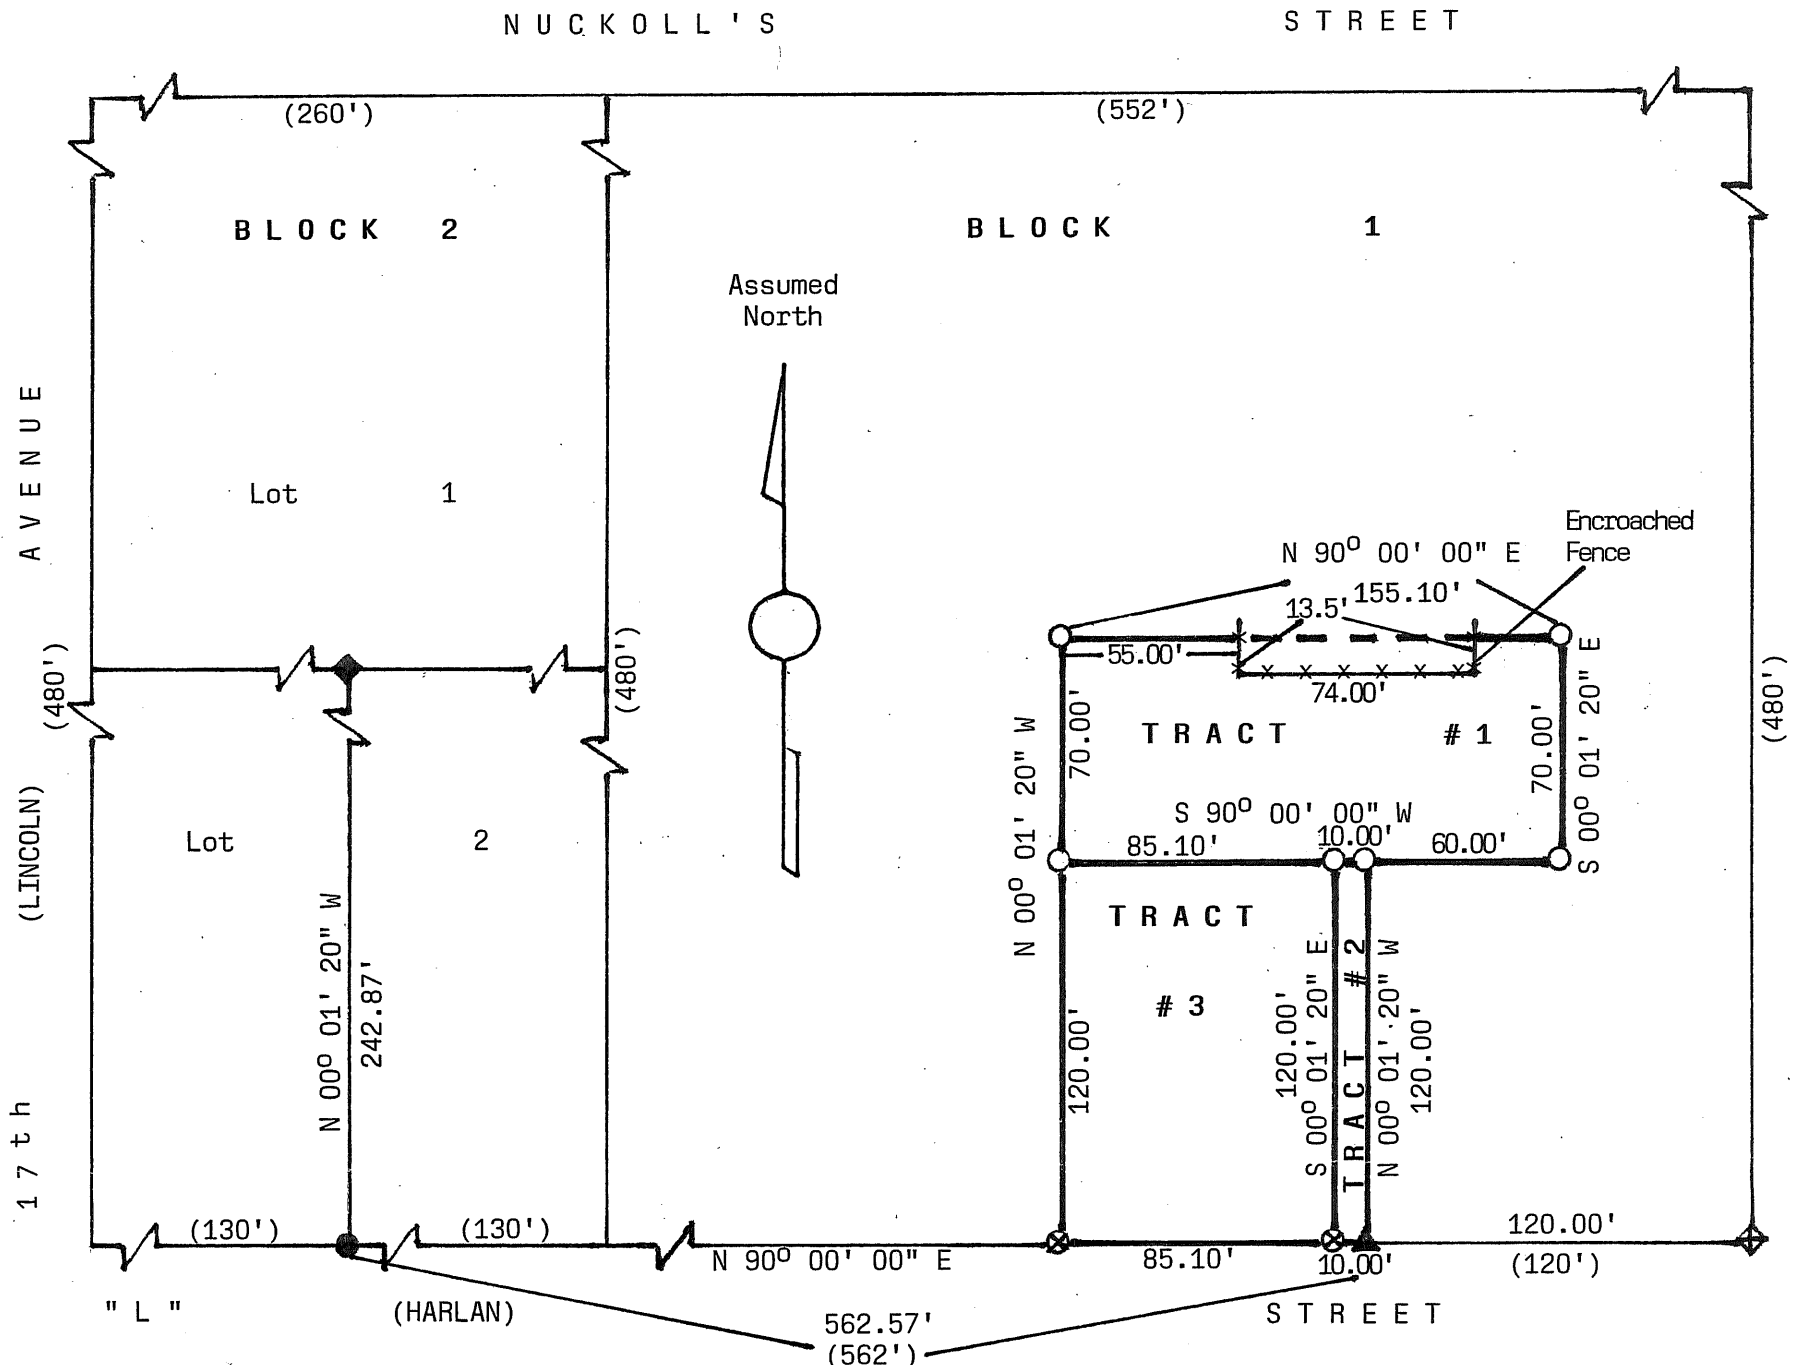 NUCKOLL'S STREET
(260') (552')
BLOCK 2 BLOCK 1
Assumed
North
AVENUE
Lot 1
Encroached
Fence
N 90° 00' 00" E
155.10'
13.5'
55.00'
74.00'
(480')
(480')
(480')
70.00'
TRACT #1
70.00'
S 00° 01' 20" E
N 00° 01' 20" W
S 90° 00' 00" W
85.10' 10.00' 60.00'
(LINCOLN)
Lot 2
TRACT
#3
N 00° 01' 20" W
242.87'
120.00'
120.00'
S 00° 01' 20" E
TRACT #2
N 00° 01' 20" W
120.00'
17th
(130') (130')
N 90° 00' 00" E
85.10' 10.00'
120.00'
(120')
"L" (HARLAN) STREET
562.57'
(562')